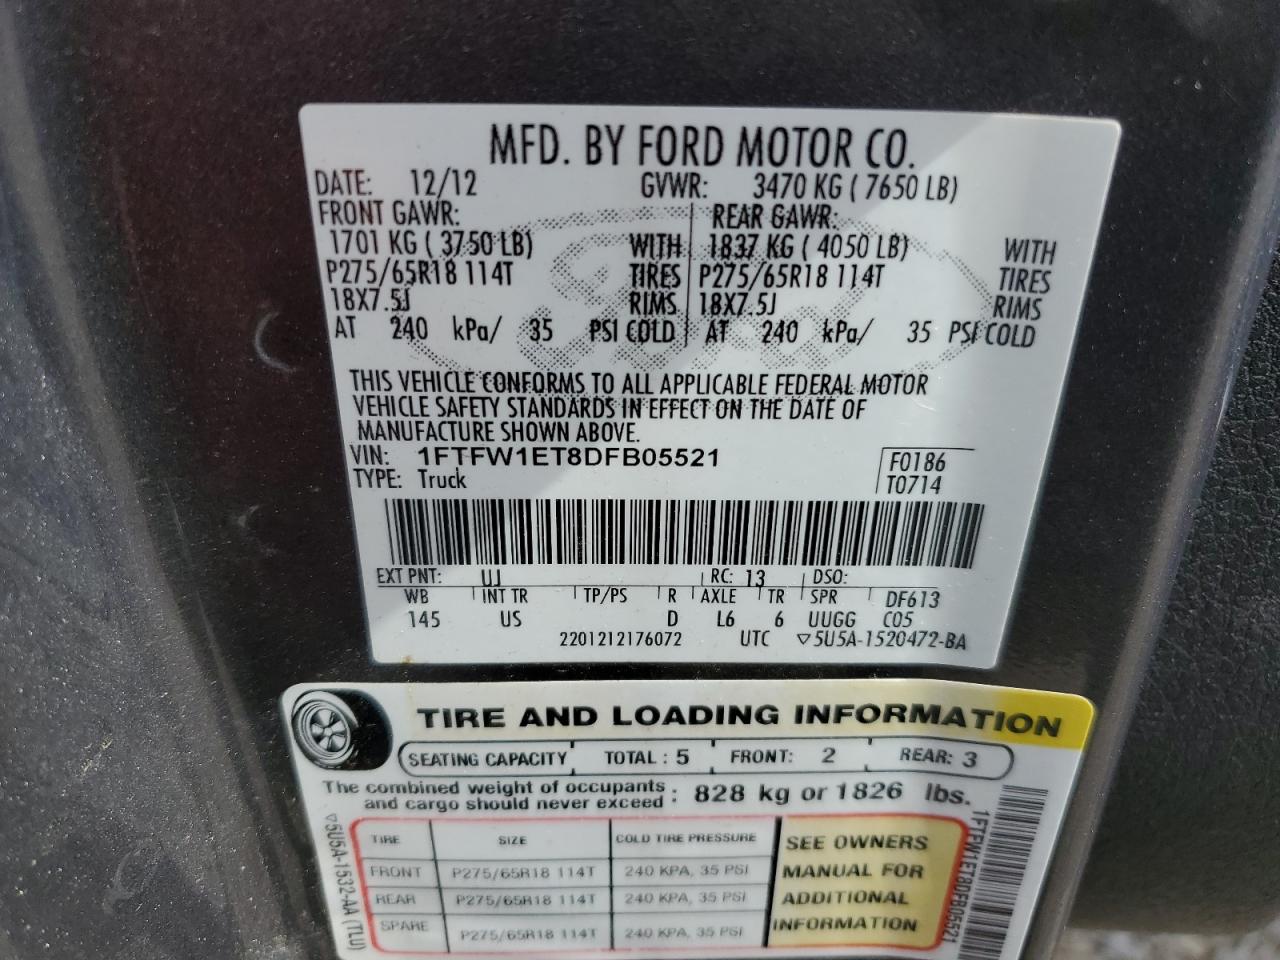 MFD. BY FORD MOTOR CO.
DATE: 12/12 GVWR: 3470 KG ( 7650 LB)
FRONT GAWR: REAR GAWR:
1701 KG ( 3750 LB) WITH 1837 KG ( 4050 LB) WITH
P275/65R18 114T TIRES P275/65R18 114T TIRES
18X7.5J RIMS 18X7.5J RIMS
AT 240 kPa/ 35 PSI COLD AT 240 kPa/ 35 PSI COLD
THIS VEHICLE CONFORMS TO ALL APPLICABLE FEDERAL MOTOR
VEHICLE SAFETY STANDARDS IN EFFECT ON THE DATE OF
MANUFACTURE SHOWN ABOVE.
VIN: 1FTFW1ET8DFB05521 F0186
TYPE: Truck T0714
EXT PNT: UJ RC: 13 DSO:
WB INT TR TP/PS R AXLE TR SPR DF613
145 US D L6 6 UUGG C05
2201212176072 UTC ▽5U5A-1520472-BA
TIRE AND LOADING INFORMATION
SEATING CAPACITY TOTAL : 5 FRONT: 2 REAR: 3
The combined weight of occupants
and cargo should never exceed : 828 kg or 1826 lbs.
TIRE SIZE COLD TIRE PRESSURE SEE OWNERS
FRONT P275/65R18 114T 240 KPA, 35 PSI MANUAL FOR
REAR P275/65R18 114T 240 KPA, 35 PSI ADDITIONAL
SPARE P275/65R18 114T 240 KPA, 35 PSI INFORMATION
▽5U5A-1532-AA (TLU)
1FTFW1ET8DFB05521